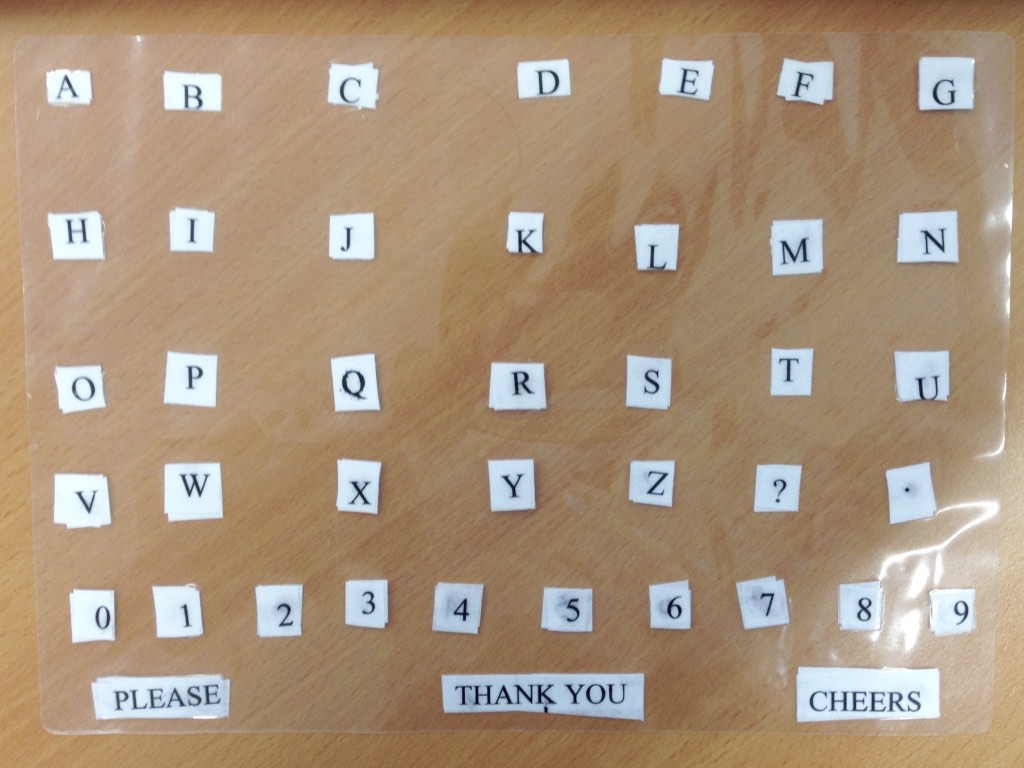 A B C D E F G
H I J K L M N
O P Q R S T U
V W X Y Z ? .
0 1 2 3 4 5 6 7 8 9
PLEASE THANK YOU CHEERS